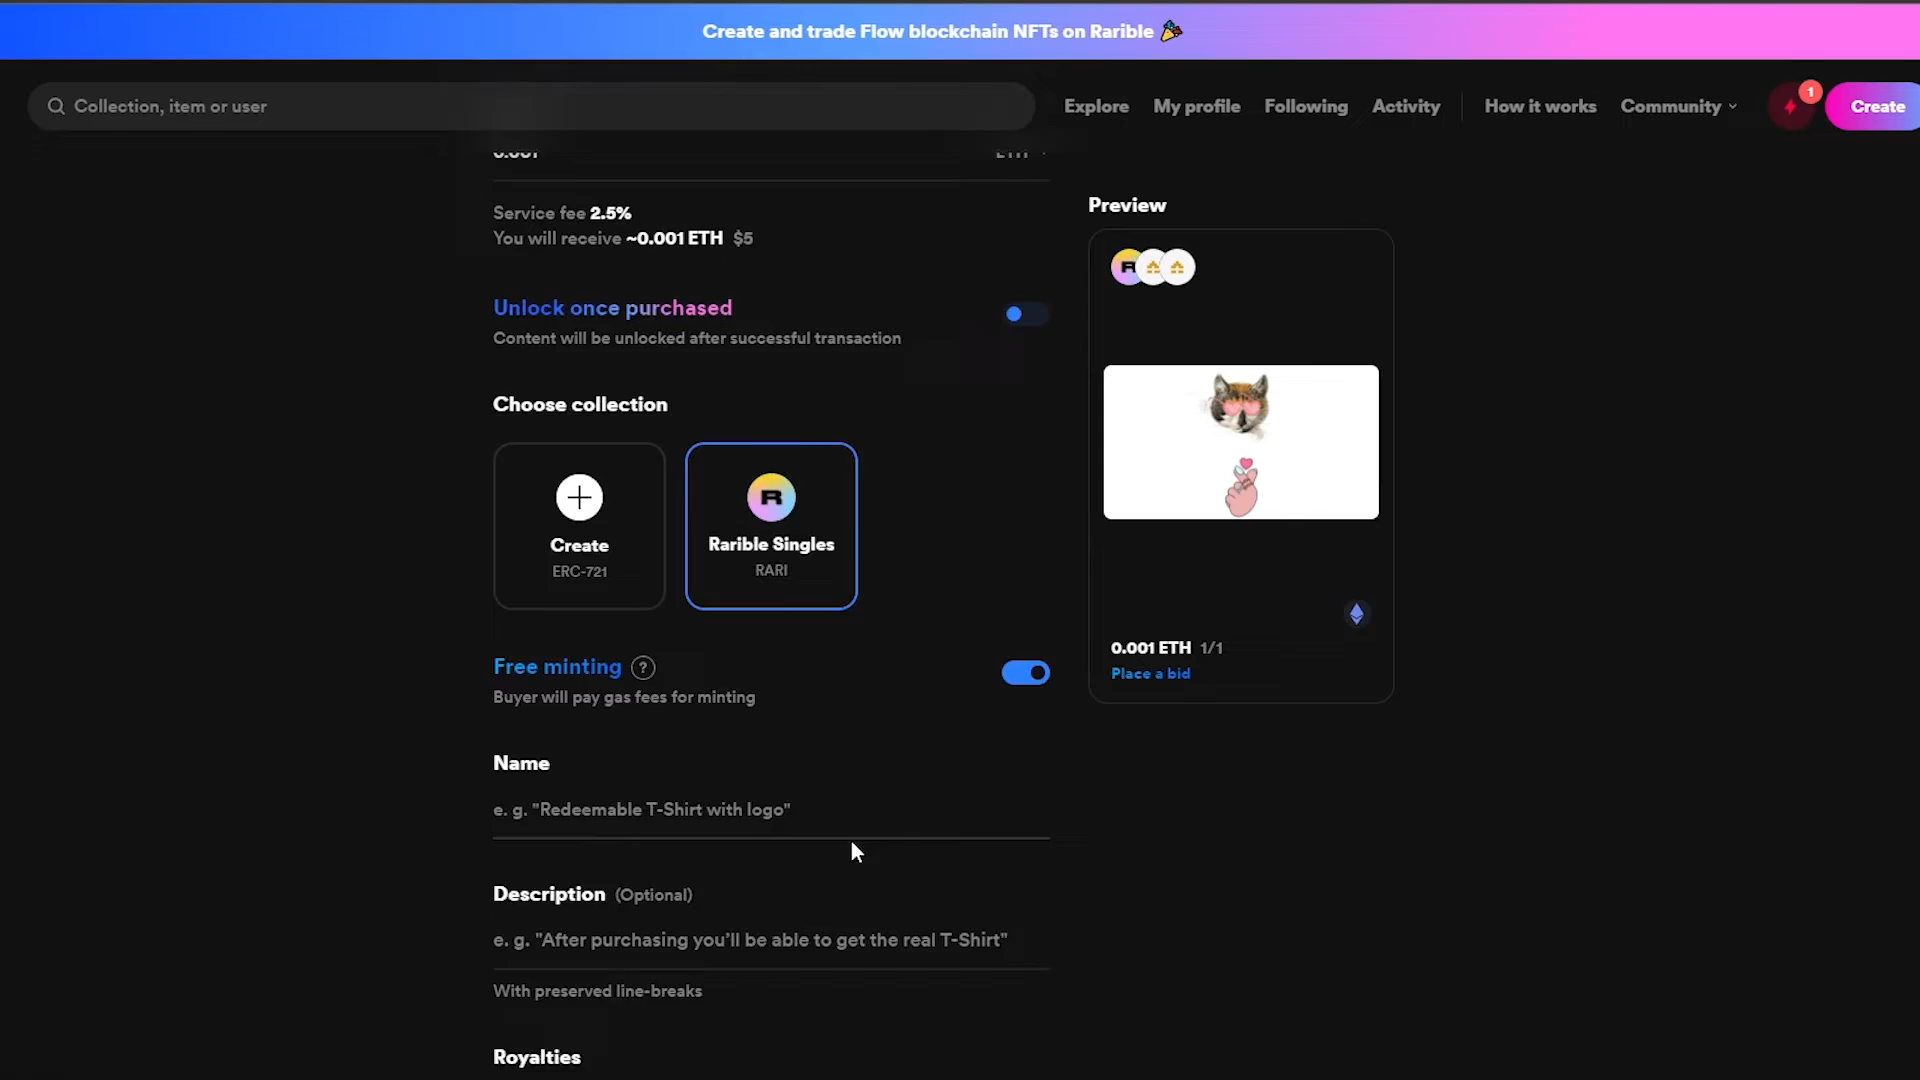 Create and trade Flow blockchain NFTs on Rarible
Collection, item or user
Explore
My profile
Following
Activity
How it works
Community
1
Create
0.001
ETH
Service fee 2.5%
You will receive ~0.001 ETH $5
Unlock once purchased
Content will be unlocked after successful transaction
Choose collection
Create
ERC-721
R
Rarible Singles
RARI
Free minting ?
Buyer will pay gas fees for minting
Name
e. g. "Redeemable T-Shirt with logo"
Description (Optional)
e. g. "After purchasing you’ll be able to get the real T-Shirt"
With preserved line-breaks
Royalties
Preview
R
0.001 ETH 1/1
Place a bid